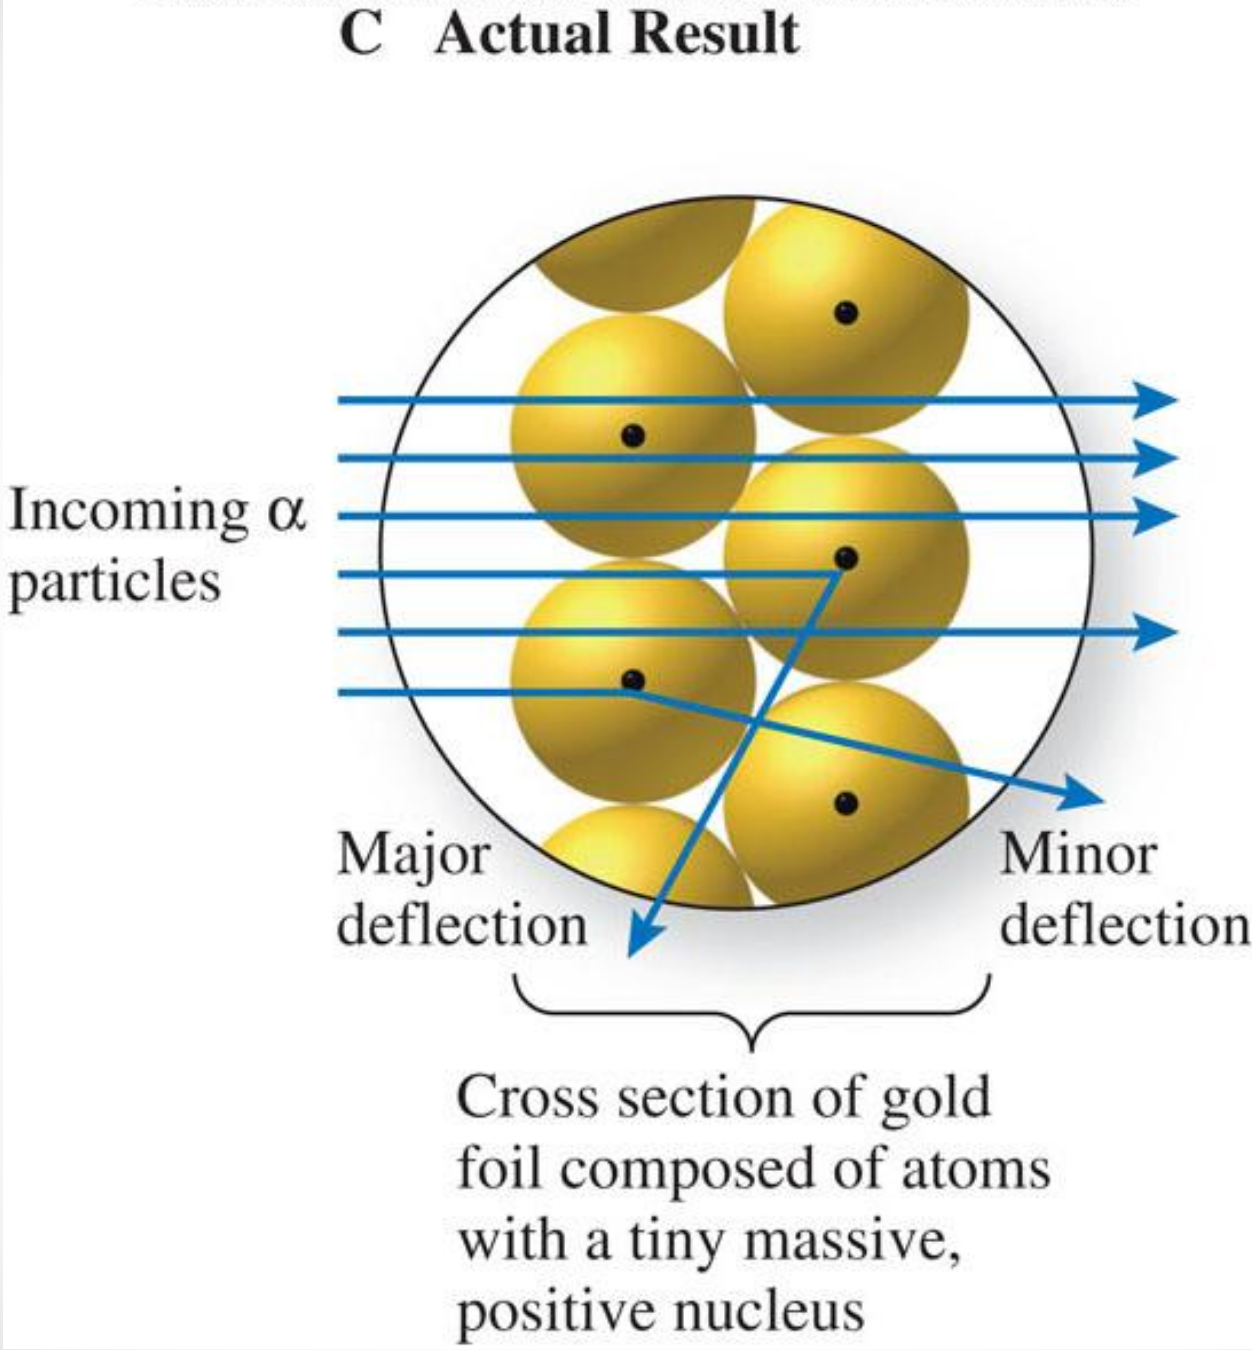 C Actual Result
Incoming α
particles
Major
deflection
Minor
deflection
Cross section of gold
foil composed of atoms
with a tiny massive,
positive nucleus